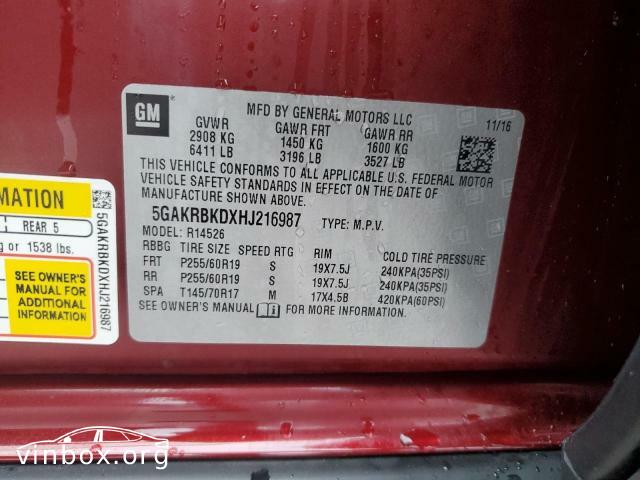 GM
MFD BY GENERAL MOTORS LLC
GVWR GAWR FRT GAWR RR 11/16
2908 KG 1450 KG 1600 KG
6411 LB 3196 LB 3527 LB
THIS VEHICLE CONFORMS TO ALL APPLICABLE U.S. FEDERAL MOTOR
VEHICLE SAFETY STANDARDS IN EFFECT ON THE DATE OF
MANUFACTURE SHOWN ABOVE.
5GAKRBKDXHJ216987 TYPE: M.P.V.
MODEL: R14526
RBBG TIRE SIZE SPEED RTG RIM COLD TIRE PRESSURE
FRT P255/60R19 S 19X7.5J 240KPA(35PSI)
RR P255/60R19 S 19X7.5J 240KPA(35PSI)
SPA T145/70R17 M 17X4.5B 420KPA(60PSI)
SEE OWNER'S MANUAL FOR MORE INFORMATION.
MATION
REAR 5
g or 1538 lbs.
SEE OWNER'S
MANUAL FOR
ADDITIONAL
INFORMATION
5GAKRBKDXHJ216987
vinbox.org